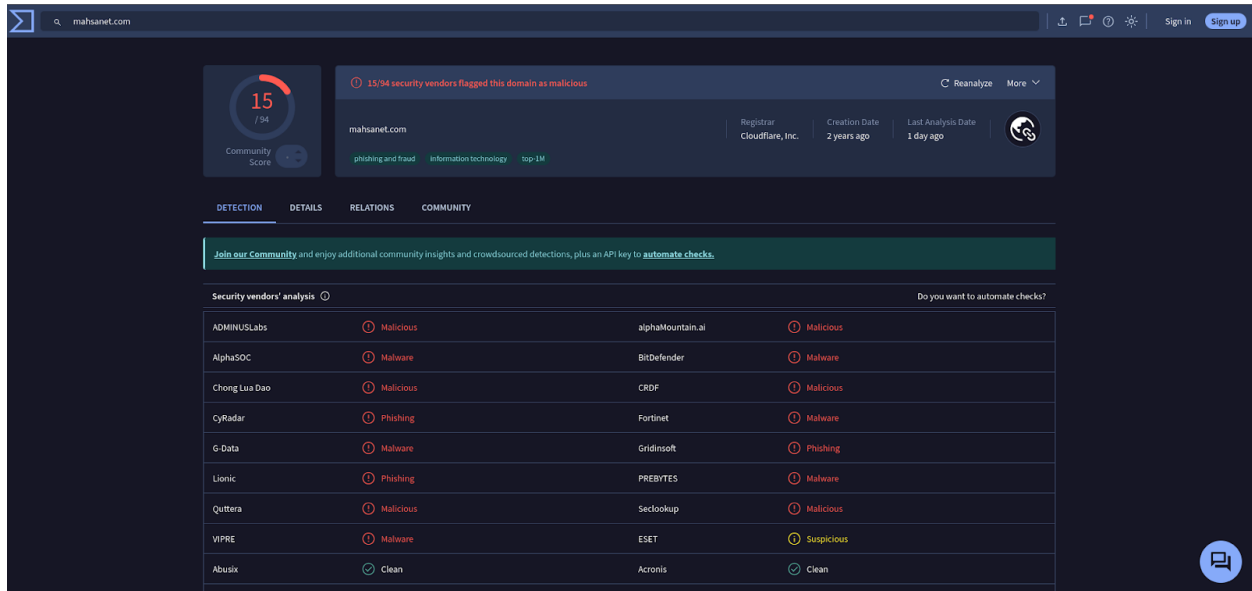 mahsanet.com
Sign in
Sign up
15
/ 94
Community
Score
15/94 security vendors flagged this domain as malicious
Reanalyze
More
mahsanet.com
Registrar
Cloudflare, Inc.
Creation Date
2 years ago
Last Analysis Date
1 day ago
phishing and fraud
information technology
top-1M
DETECTION
DETAILS
RELATIONS
COMMUNITY
Join our Community and enjoy additional community insights and crowdsourced detections, plus an API key to automate checks.
Security vendors' analysis
Do you want to automate checks?
ADMINUSLabs Malicious alphaMountain.ai Malicious
AlphaSOC Malware BitDefender Malware
Chong Lua Dao Malicious CRDF Malicious
CyRadar Phishing Fortinet Malware
G-Data Malware Gridinsoft Phishing
Lionic Phishing PREBYTES Malware
Quttera Malicious Seclookup Malicious
VIPRE Malware ESET Suspicious
Abusix Clean Acronis Clean